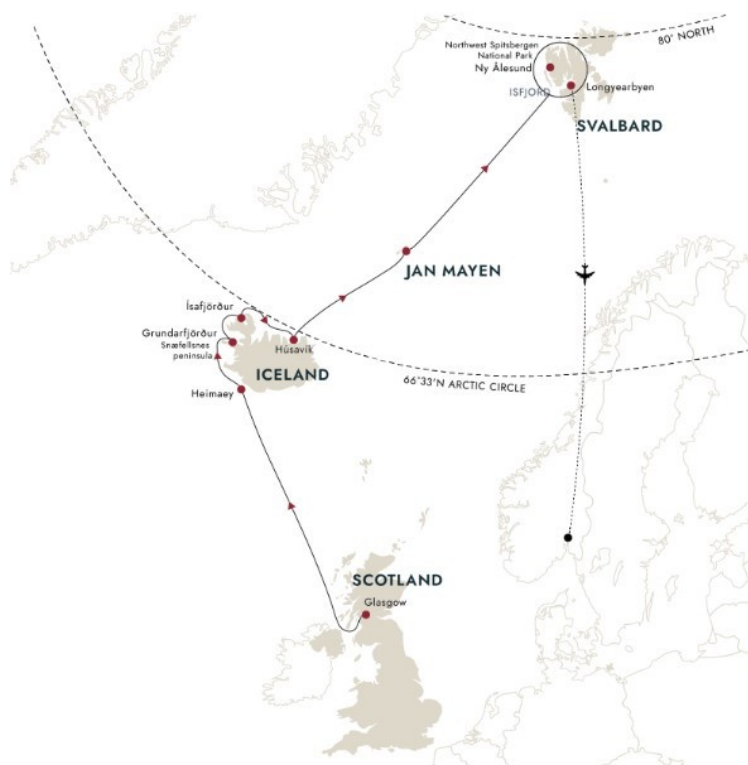 80° NORTH
Northwest Spitsbergen
National Park
Ny Ålesund
Longyearbyen
ISFJORD
SVALBARD
JAN MAYEN
Ísafjörður
Grundarfjörður
Snæfellsnes
peninsula
Húsavík
ICELAND
66°33'N ARCTIC CIRCLE
Heimaey
SCOTLAND
Glasgow